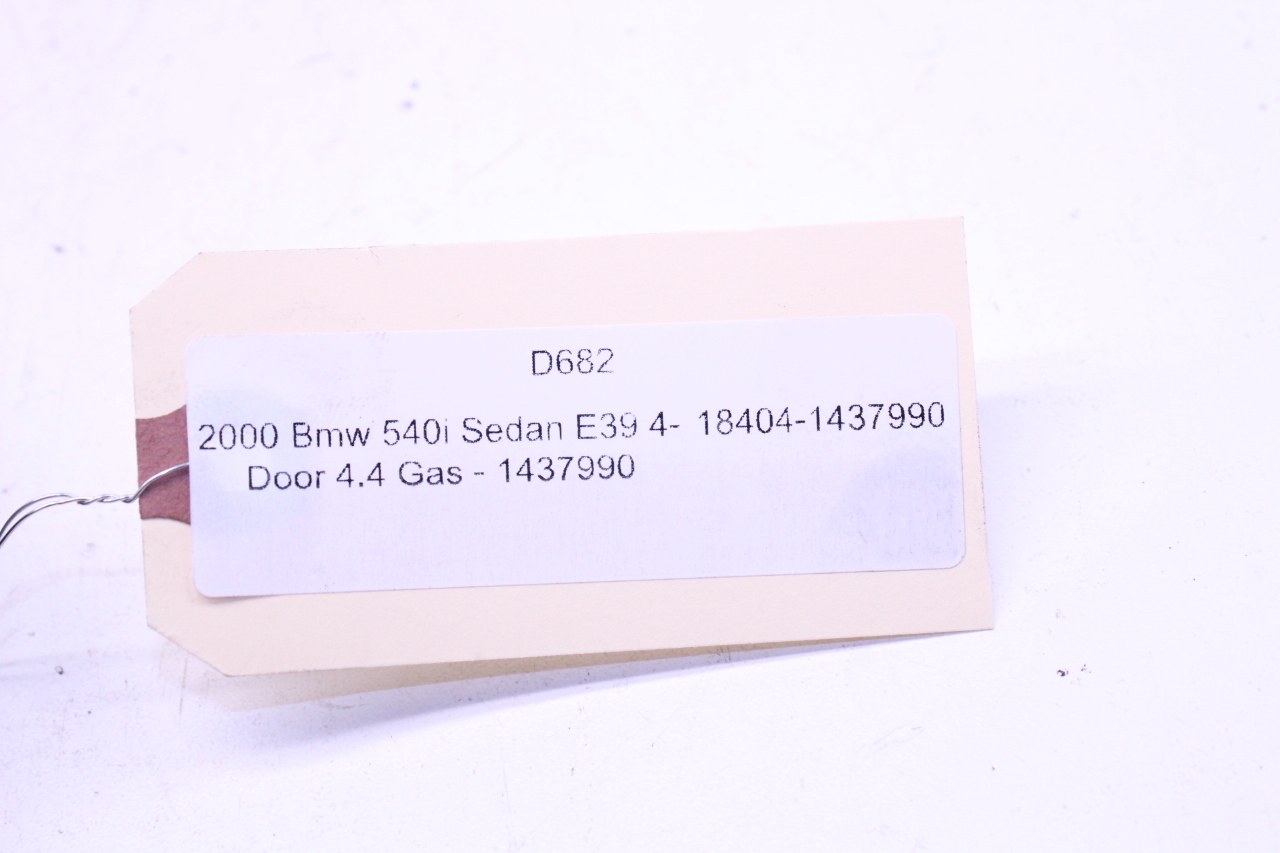 D682
2000 Bmw 540i Sedan E39 4- 18404-1437990
Door 4.4 Gas - 1437990